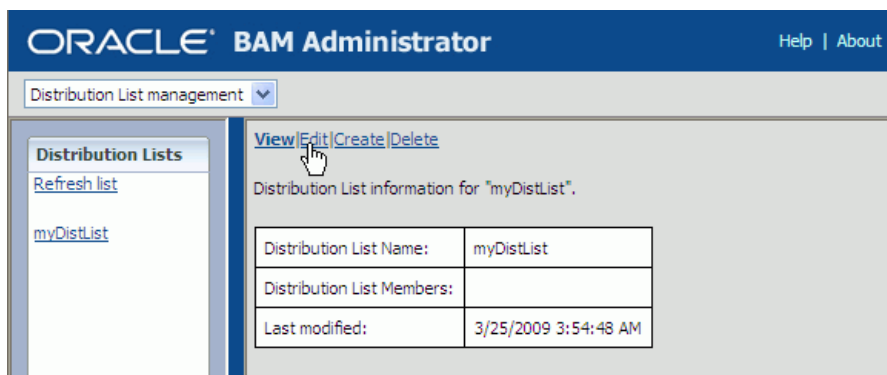 ORACLE® BAM Administrator
Help | About
Distribution List management
Distribution Lists
Refresh list
myDistList
View|Edit|Create|Delete
Distribution List information for "myDistList".
Distribution List Name: myDistList
Distribution List Members:
Last modified: 3/25/2009 3:54:48 AM